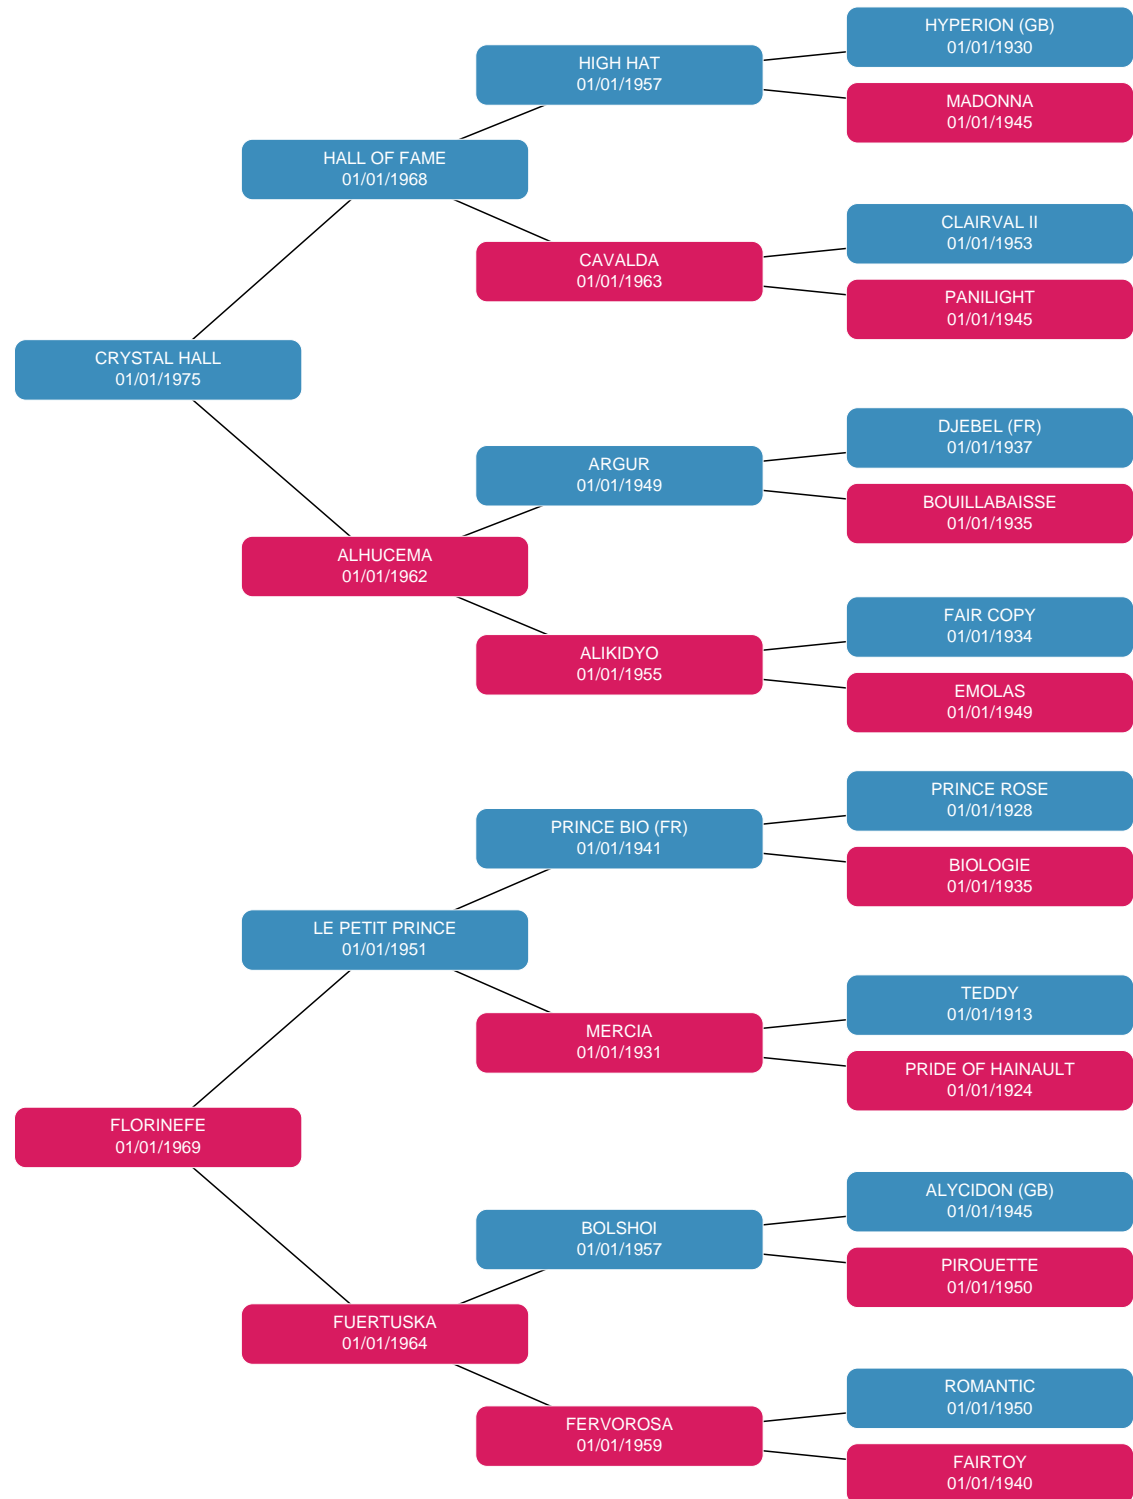 HYPERION (GB)
01/01/1930
HIGH HAT
01/01/1957
MADONNA
01/01/1945
HALL OF FAME
01/01/1968
CLAIRVAL II
01/01/1953
CAVALDA
01/01/1963
PANILIGHT
01/01/1945
CRYSTAL HALL
01/01/1975
DJEBEL (FR)
01/01/1937
ARGUR
01/01/1949
BOUILLABAISSE
01/01/1935
ALHUCEMA
01/01/1962
FAIR COPY
01/01/1934
ALIKIDYO
01/01/1955
EMOLAS
01/01/1949
PRINCE ROSE
01/01/1928
PRINCE BIO (FR)
01/01/1941
BIOLOGIE
01/01/1935
LE PETIT PRINCE
01/01/1951
TEDDY
01/01/1913
MERCIA
01/01/1931
PRIDE OF HAINAULT
01/01/1924
FLORINEFE
01/01/1969
ALYCIDON (GB)
01/01/1945
BOLSHOI
01/01/1957
PIROUETTE
01/01/1950
FUERTUSKA
01/01/1964
ROMANTIC
01/01/1950
FERVOROSA
01/01/1959
FAIRTOY
01/01/1940